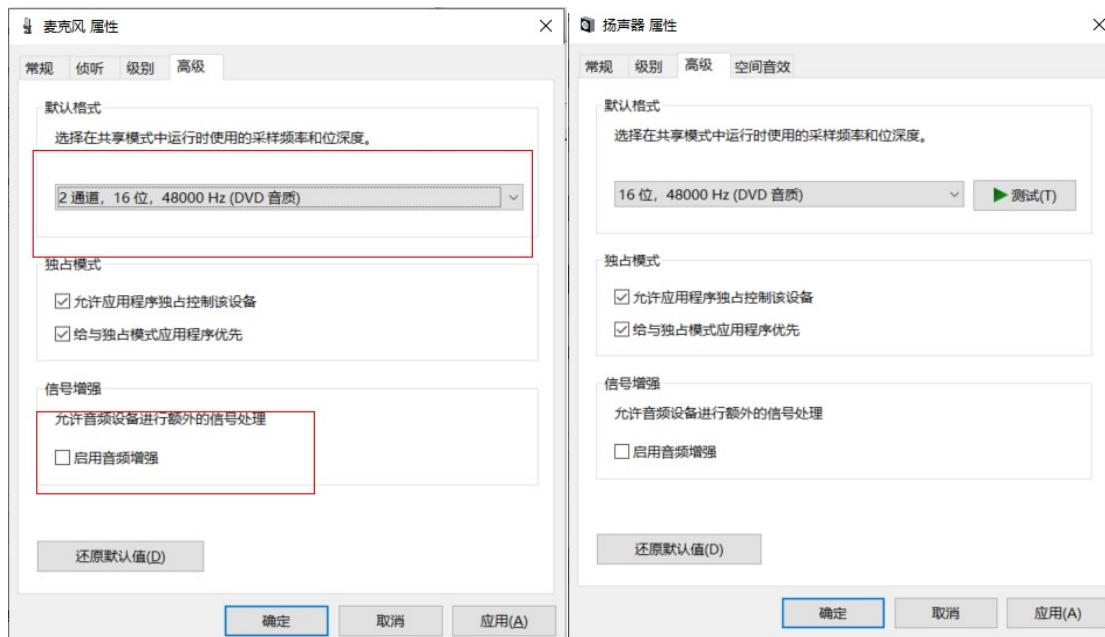 麦克风 属性
常规 侦听 级别 高级
默认格式
选择在共享模式中运行时使用的采样频率和位深度。
2 通道，16 位，48000 Hz (DVD 音质)
独占模式
允许应用程序独占控制该设备
给与独占模式应用程序优先
信号增强
允许音频设备进行额外的信号处理
启用音频增强
还原默认值(D)
确定 取消 应用(A)
扬声器 属性
常规 级别 高级 空间音效
默认格式
选择在共享模式中运行时使用的采样频率和位深度。
16 位，48000 Hz (DVD 音质) 测试(T)
独占模式
允许应用程序独占控制该设备
给与独占模式应用程序优先
信号增强
允许音频设备进行额外的信号处理
启用音频增强
还原默认值(D)
确定 取消 应用(A)